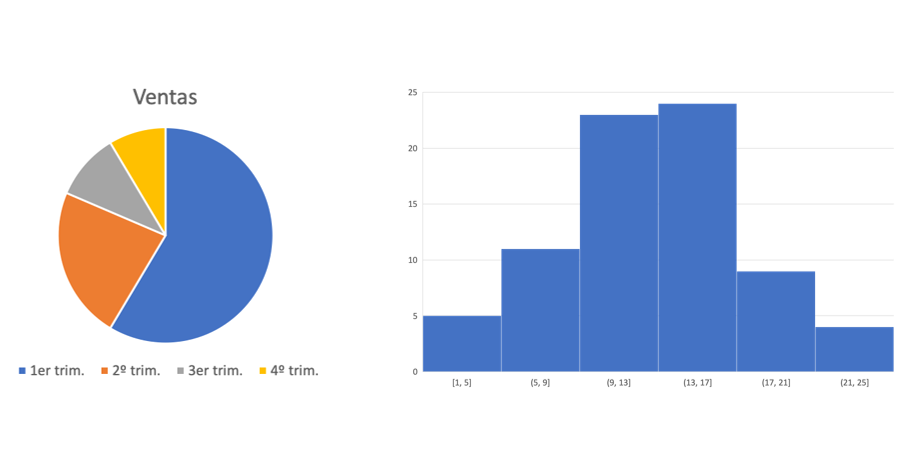 Ventas
1er trim. 2º trim. 3er trim. 4º trim.
25
20
15
10
5
0
[1, 5] (5, 9] (9, 13] (13, 17] (17, 21] (21, 25]